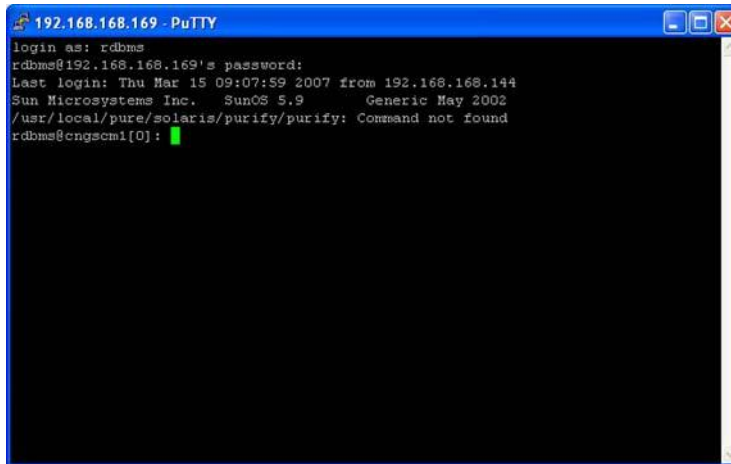 192.168.168.169 - PuTTY
login as: rdbms
rdbms@192.168.168.169's password:
Last login: Thu Mar 15 09:07:59 2007 from 192.168.168.144
Sun Microsystems Inc.   SunOS 5.9       Generic May 2002
/usr/local/pure/solaris/purify/purify: Command not found
rdbms@cngscm1[0]: